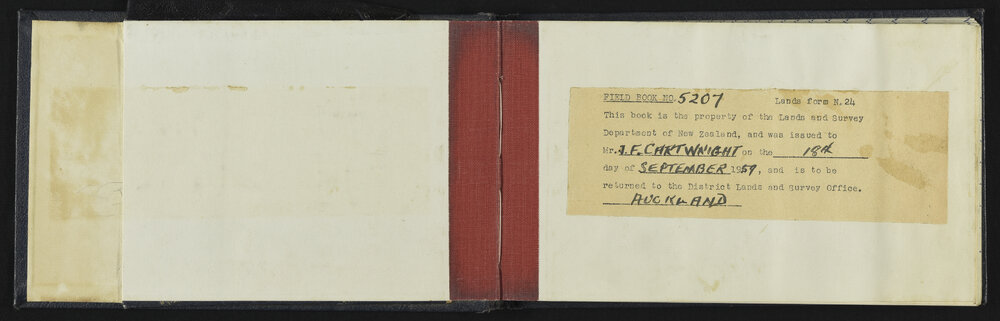 FIELD BOOK NO. 5207 Lands form N.24
This book is the property of the Lands and Survey
Department of New Zealand, and was issued to
Mr. J.F. CARTWRIGHT on the 18th
day of SEPTEMBER 1957, and is to be
returned to the District Lands and Survey Office.
AUCKLAND